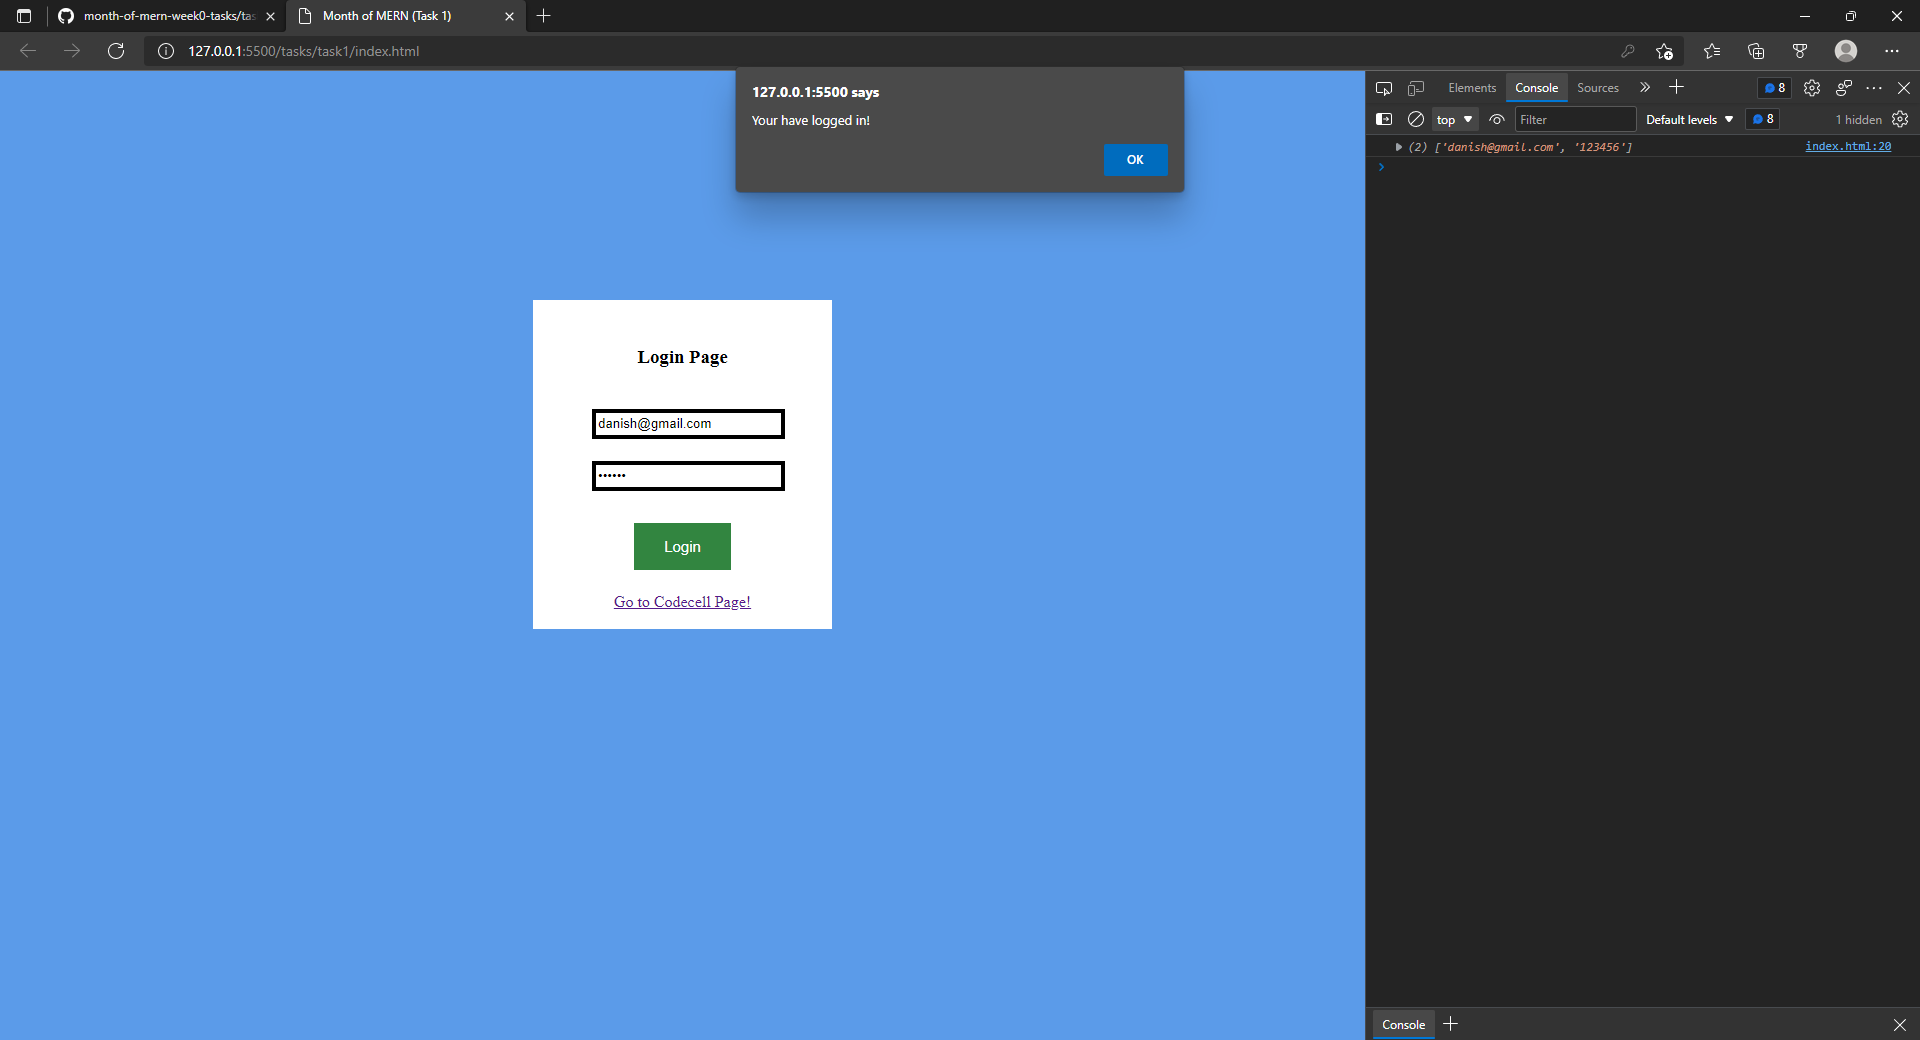 month-of-mern-week0-tasks/tas
Month of MERN (Task 1)
127.0.0.1:5500/tasks/task1/index.html
127.0.0.1:5500 says
Your have logged in!
OK
Login Page
danish@gmail.com
••••••
Login
Go to Codecell Page!
Elements Console Sources 8
top Filter Default levels 8 1 hidden
(2) ['danish@gmail.com', '123456'] index.html:20
Console